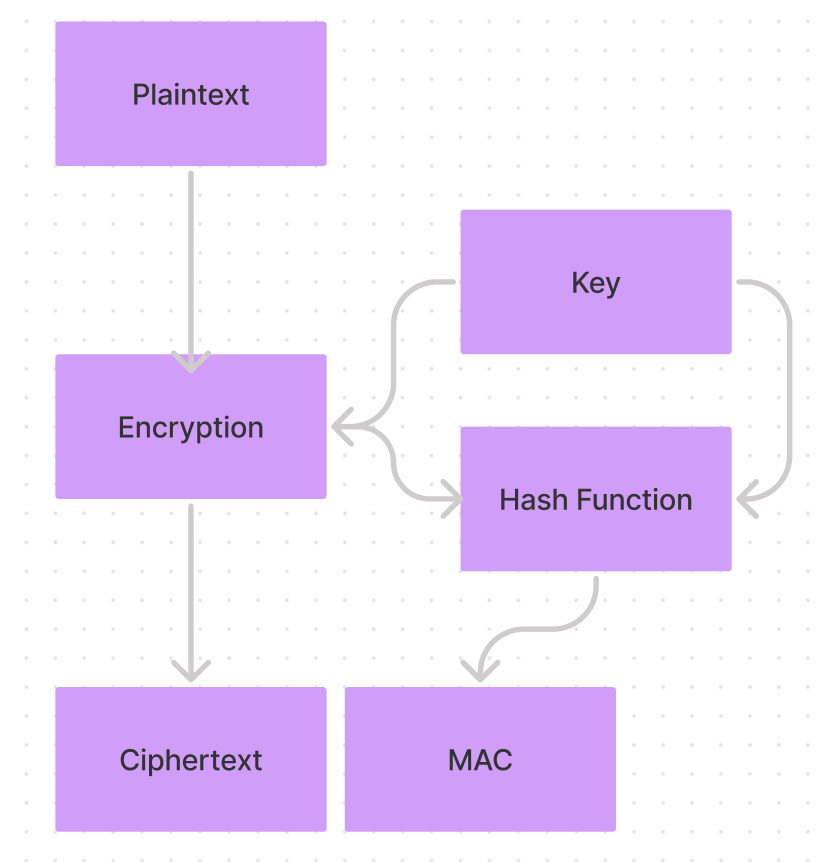 Plaintext
Key
Encryption
Hash Function
Ciphertext
MAC